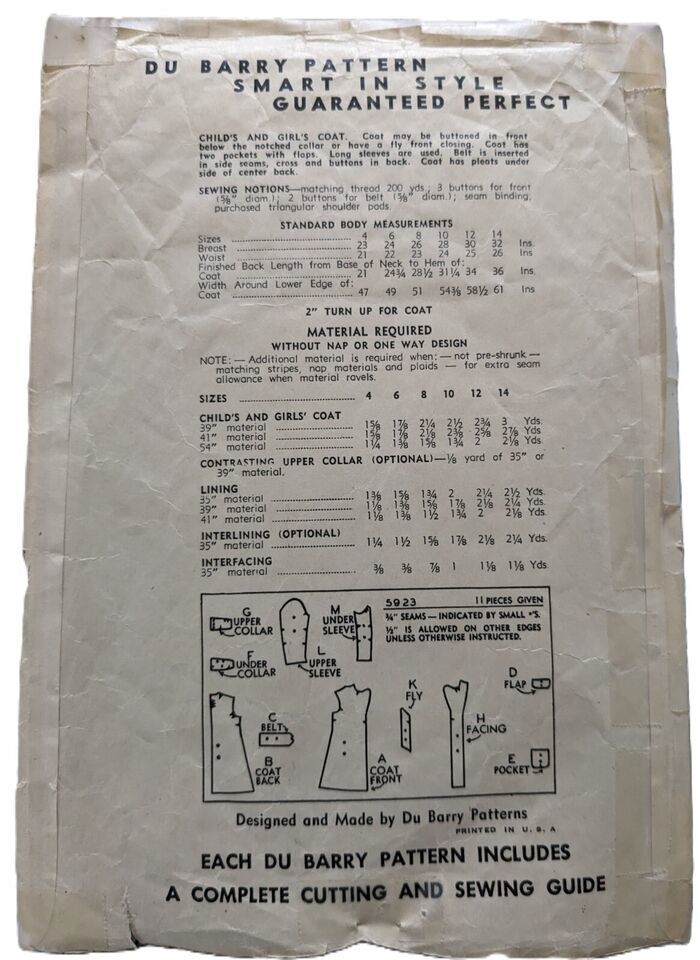 DU BARRY PATTERN
SMART IN STYLE
GUARANTEED PERFECT
CHILD'S AND GIRL'S COAT. Coat may be buttoned in front
below the notched collar or have a fly front closing. Coat has
two pockets with flaps. Long sleeves are used. Belt is inserted
in side seams, cross and buttons in back. Coat has pleats under
side of center back.
SEWING NOTIONS—matching thread 200 yds.; 3 buttons for front
(5/8" diam.); 2 buttons for belt (5/8" diam.); seam binding;
purchased triangular shoulder pads.
STANDARD BODY MEASUREMENTS
Sizes 4 6 8 10 12 14
Breast 23 24 26 28 30 32 Ins.
Waist 21 22 23 24 25 26 Ins
Finished Back Length from Base of Neck to Hem of:
Coat 21 24¾ 28½ 31¼ 34 36 Ins.
Width Around Lower Edge of:
Coat 47 49 51 54⅜ 58½ 61 Ins
2" TURN UP FOR COAT
MATERIAL REQUIRED
WITHOUT NAP OR ONE WAY DESIGN
NOTE: — Additional material is required when: — not pre-shrunk —
matching stripes, nap materials and plaids — for extra seam
allowance when material ravels.
SIZES 4 6 8 10 12 14
CHILD'S AND GIRLS' COAT
39" material 1⅝ 1⅞ 2¼ 2½ 2¾ 3 Yds.
41" material 1⅝ 1⅞ 2⅛ 2⅜ 2⅝ 2⅞ Yds.
54" material 1¼ 1⅜ 1⅝ 1¾ 2 2⅛ Yds.
CONTRASTING UPPER COLLAR (OPTIONAL)—⅛ yard of 35" or
39" material.
LINING
35" material 1⅜ 1⅝ 1¾ 2 2¼ 2½ Yds.
39" material 1⅛ 1⅜ 1⅝ 1⅞ 2⅛ 2¼ Yds.
41" material 1⅛ 1⅜ 1½ 1¾ 2 2⅛ Yds.
INTERLINING (OPTIONAL)
35" material 1¼ 1½ 1⅝ 1⅞ 2⅛ 2¼ Yds.
INTERFACING
35" material ⅜ ⅜ ⅞ 1 1⅛ 1⅛ Yds.
5923 11 PIECES GIVEN
¾" SEAMS — INDICATED BY SMALL *'S.
½" IS ALLOWED ON OTHER EDGES
UNLESS OTHERWISE INSTRUCTED.
G
UPPER
COLLAR
M
UNDER
SLEEVE
F
UNDER
COLLAR
L
UPPER
SLEEVE
D
FLAP
K
FLY
C
BELT
B
COAT
BACK
A
COAT
FRONT
H
FACING
E
POCKET
Designed and Made by Du Barry Patterns
PRINTED IN U. S. A
EACH DU BARRY PATTERN INCLUDES
A COMPLETE CUTTING AND SEWING GUIDE